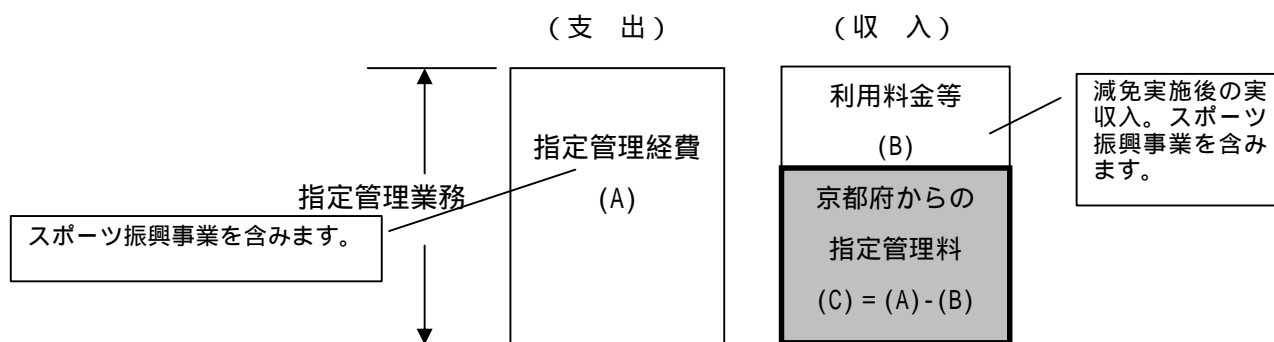 （支　出）
（収　入）
指定管理業務
スポーツ振興事業を含みます。
指定管理経費
(A)
利用料金等
(B)
京都府からの
指定管理料
(C) = (A) - (B)
減免実施後の実
収入。スポーツ
振興事業を含み
ます。